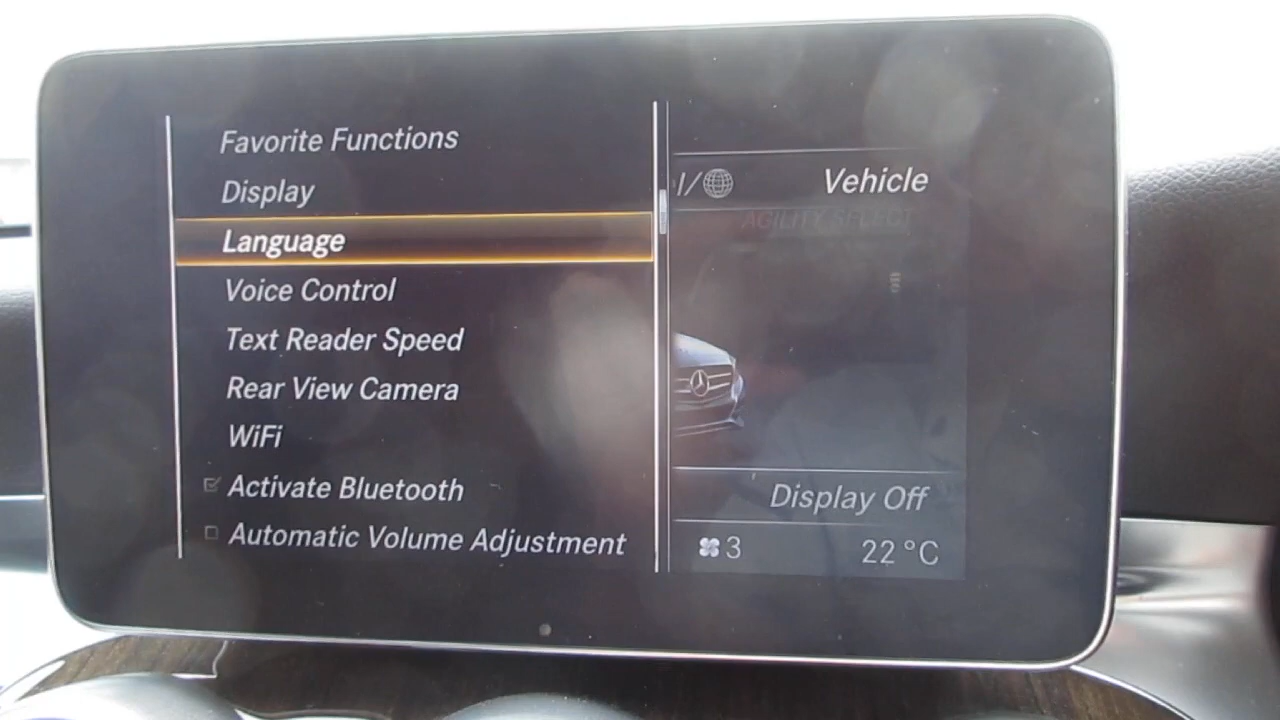 Favorite Functions
Display
Language
Voice Control
Text Reader Speed
Rear View Camera
WiFi
Activate Bluetooth
Automatic Volume Adjustment
Vehicle
AGILITY SELECT
Display Off
3
22 °C